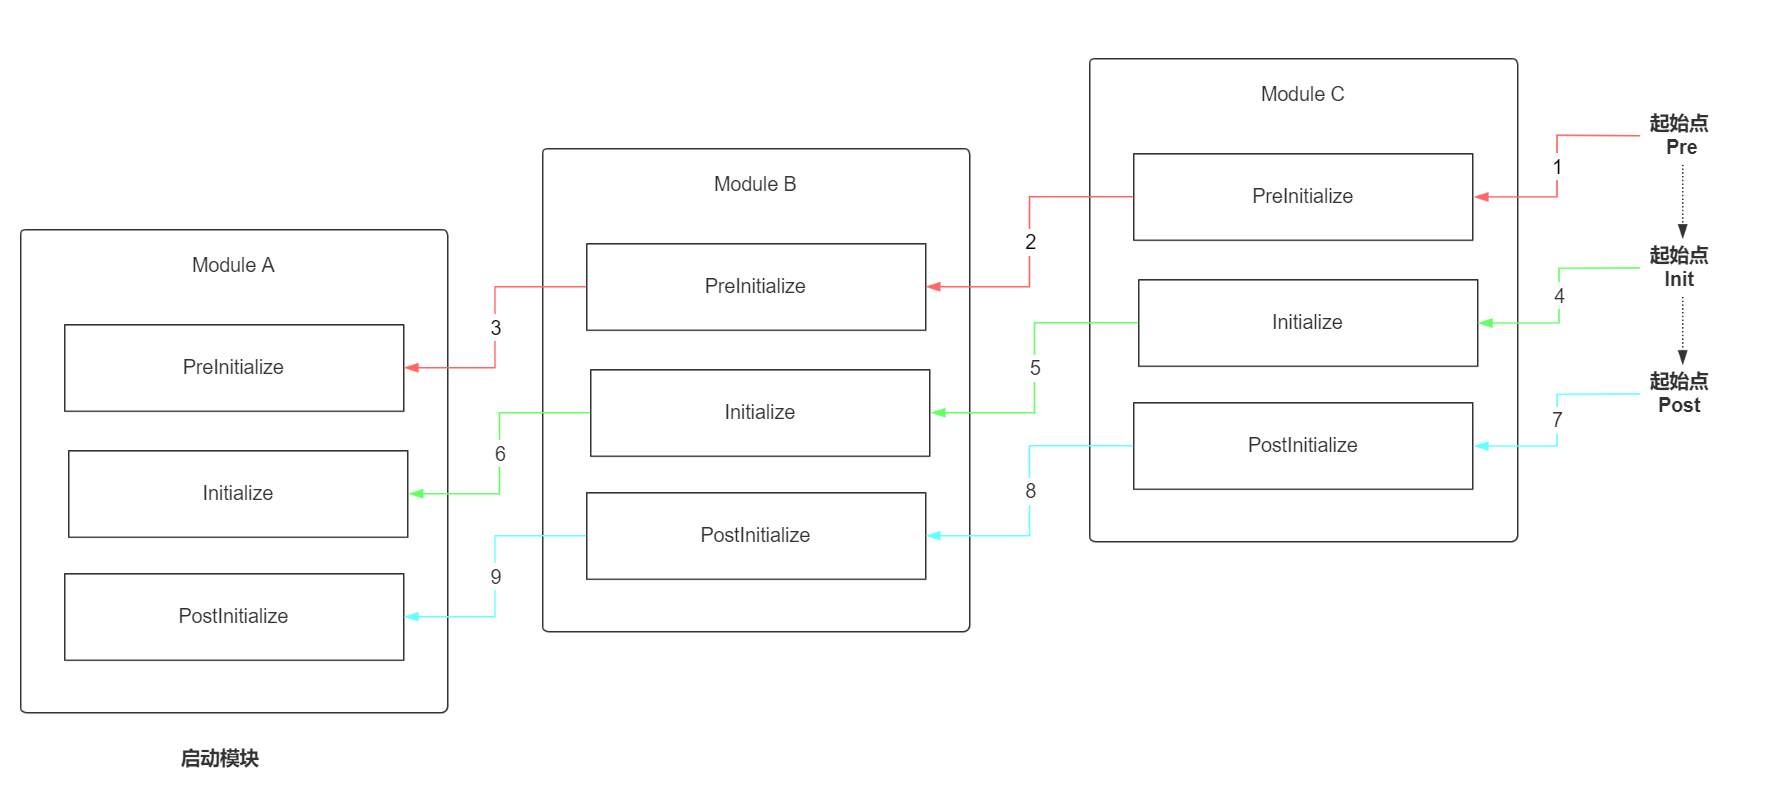 Module C
起始点
Pre
1
PreInitialize
Module B
2
PreInitialize
起始点
Init
Module A
4
Initialize
3
PreInitialize
5
Initialize
起始点
Post
7
PostInitialize
6
Initialize
8
PostInitialize
9
PostInitialize
启动模块